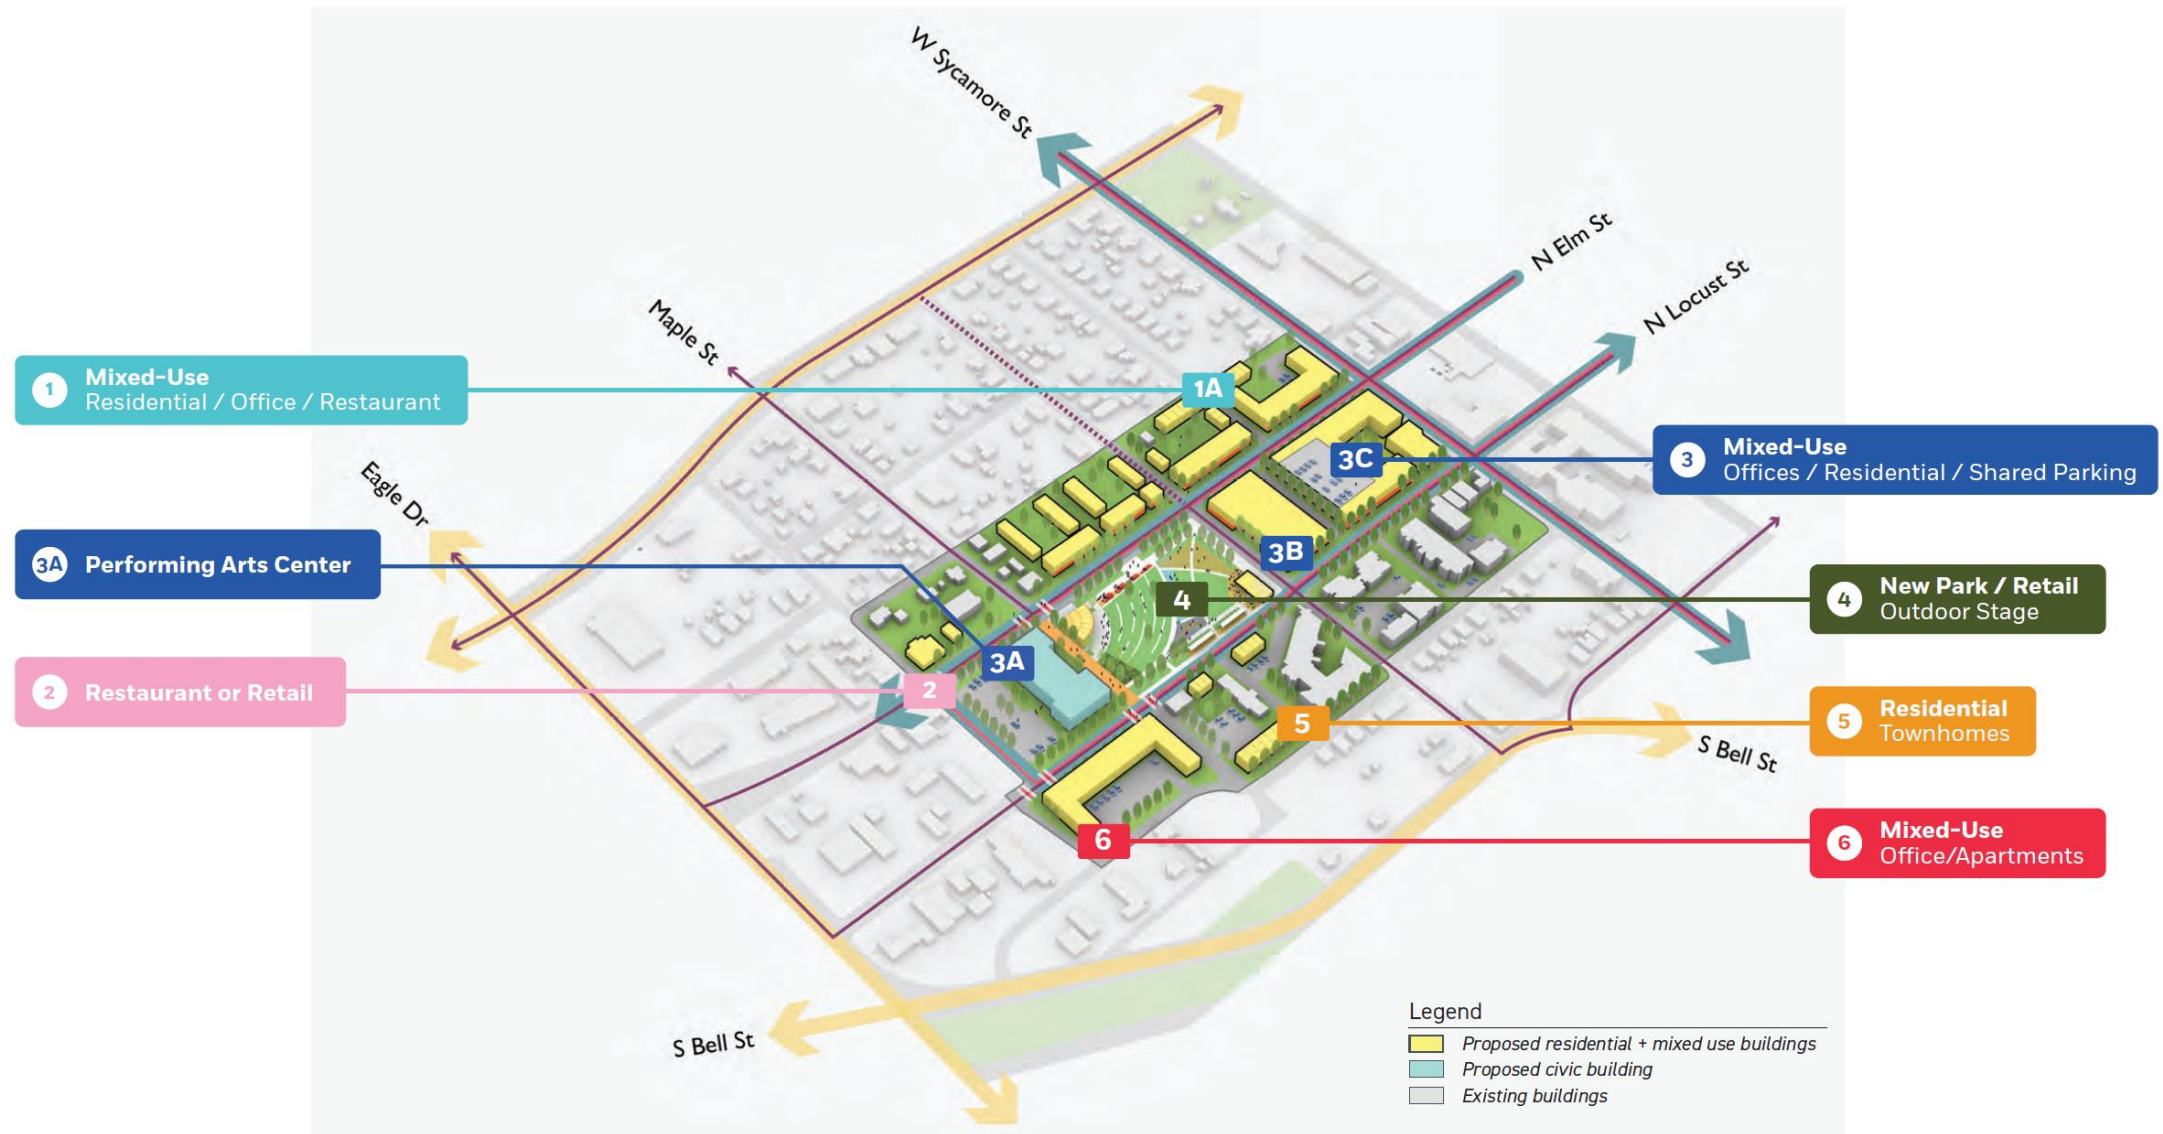 W Sycamore St
N Elm St
N Locust St
Maple St
1 Mixed-Use
Residential / Office / Restaurant
1A
3C
3 Mixed-Use
Offices / Residential / Shared Parking
Eagle Dr
3A Performing Arts Center
3B
4
4 New Park / Retail
Outdoor Stage
3A
2 Restaurant or Retail
2
5
5 Residential
Townhomes
S Bell St
6
6 Mixed-Use
Office/Apartments
S Bell St
Legend
Proposed residential + mixed use buildings
Proposed civic building
Existing buildings